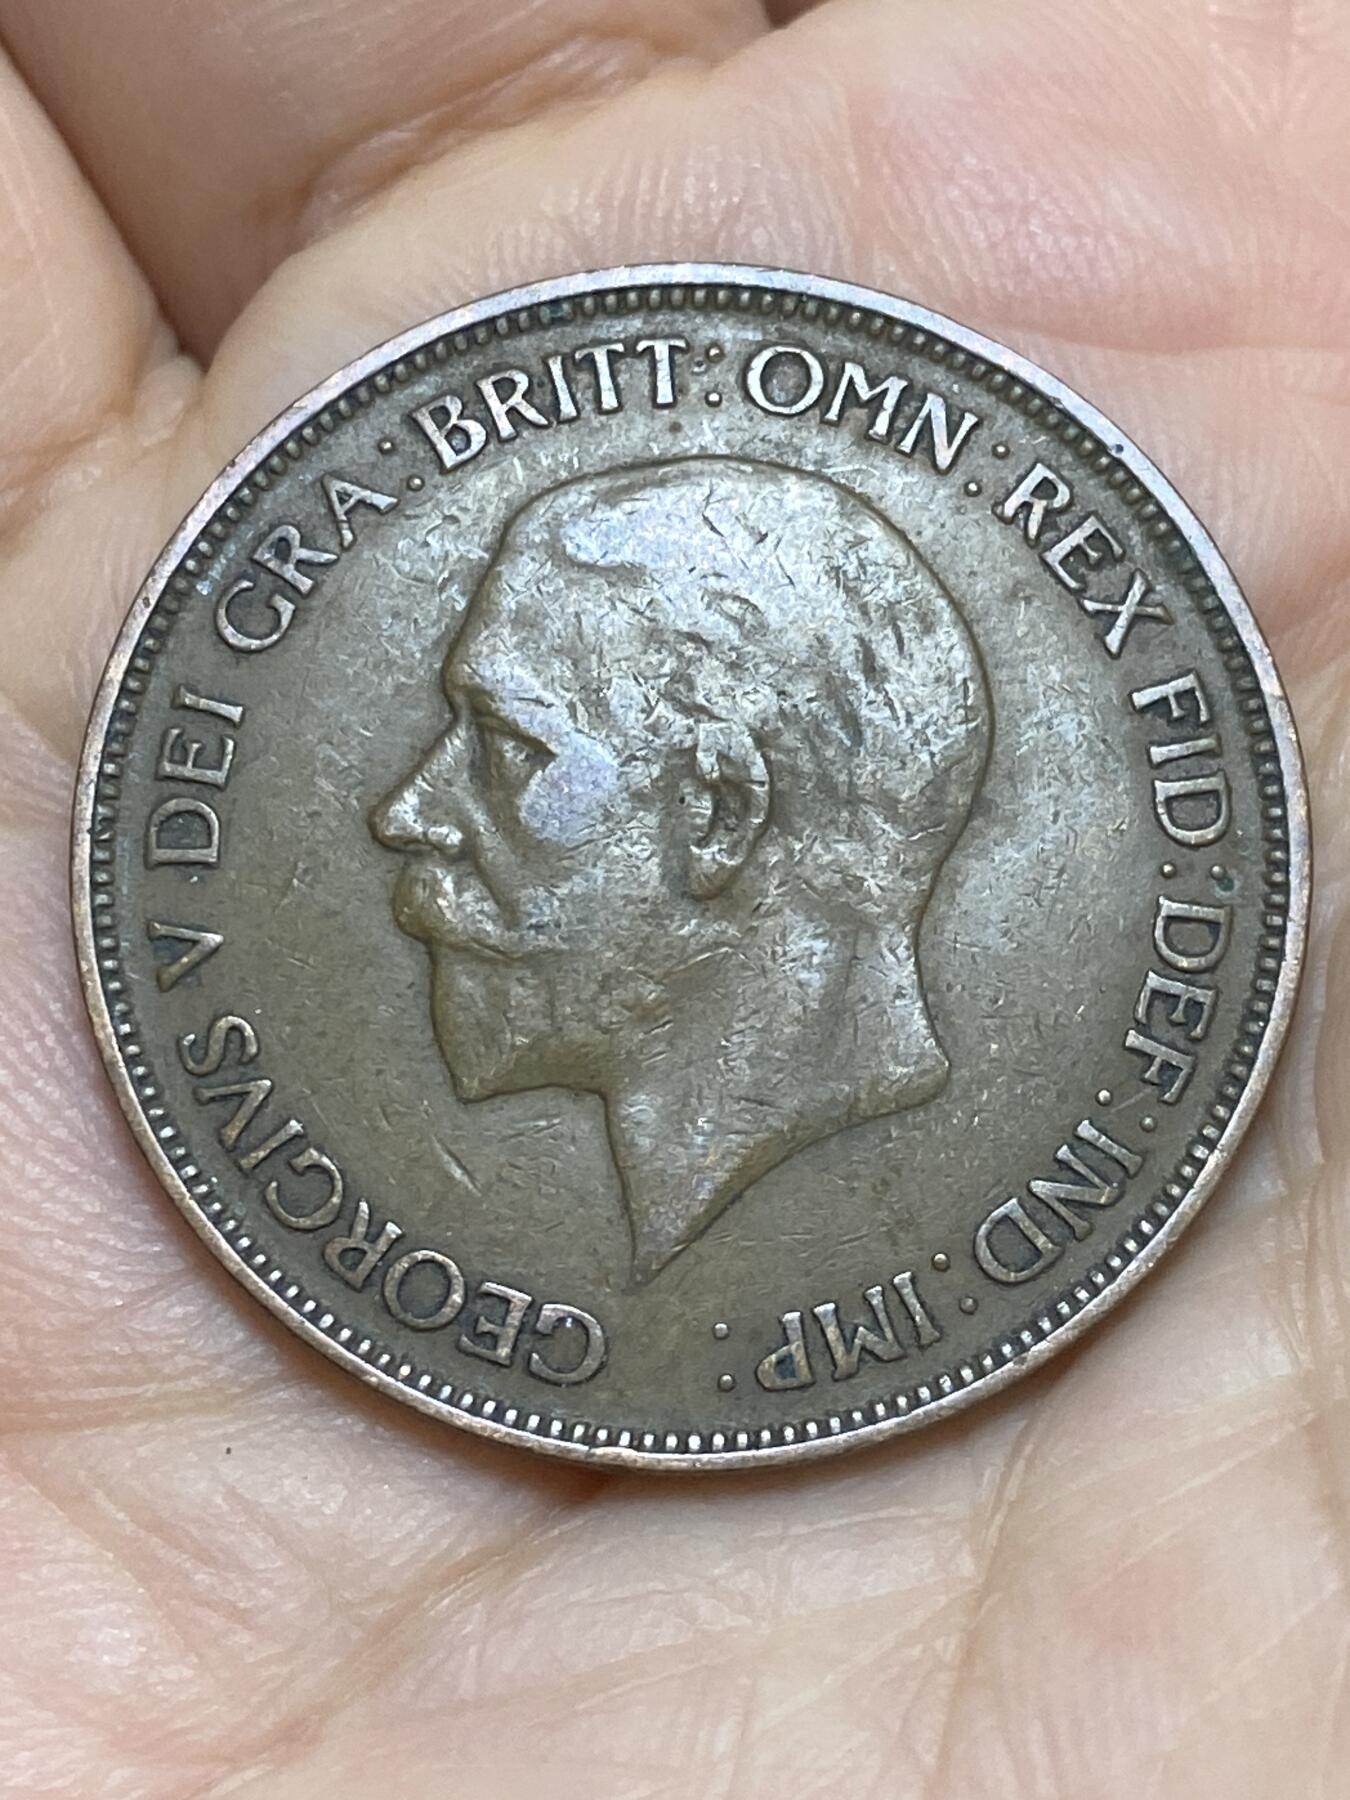 GEORGIVS V DEI GRA: BRITT: OMN: REX FID: DEF: IND: IMP: